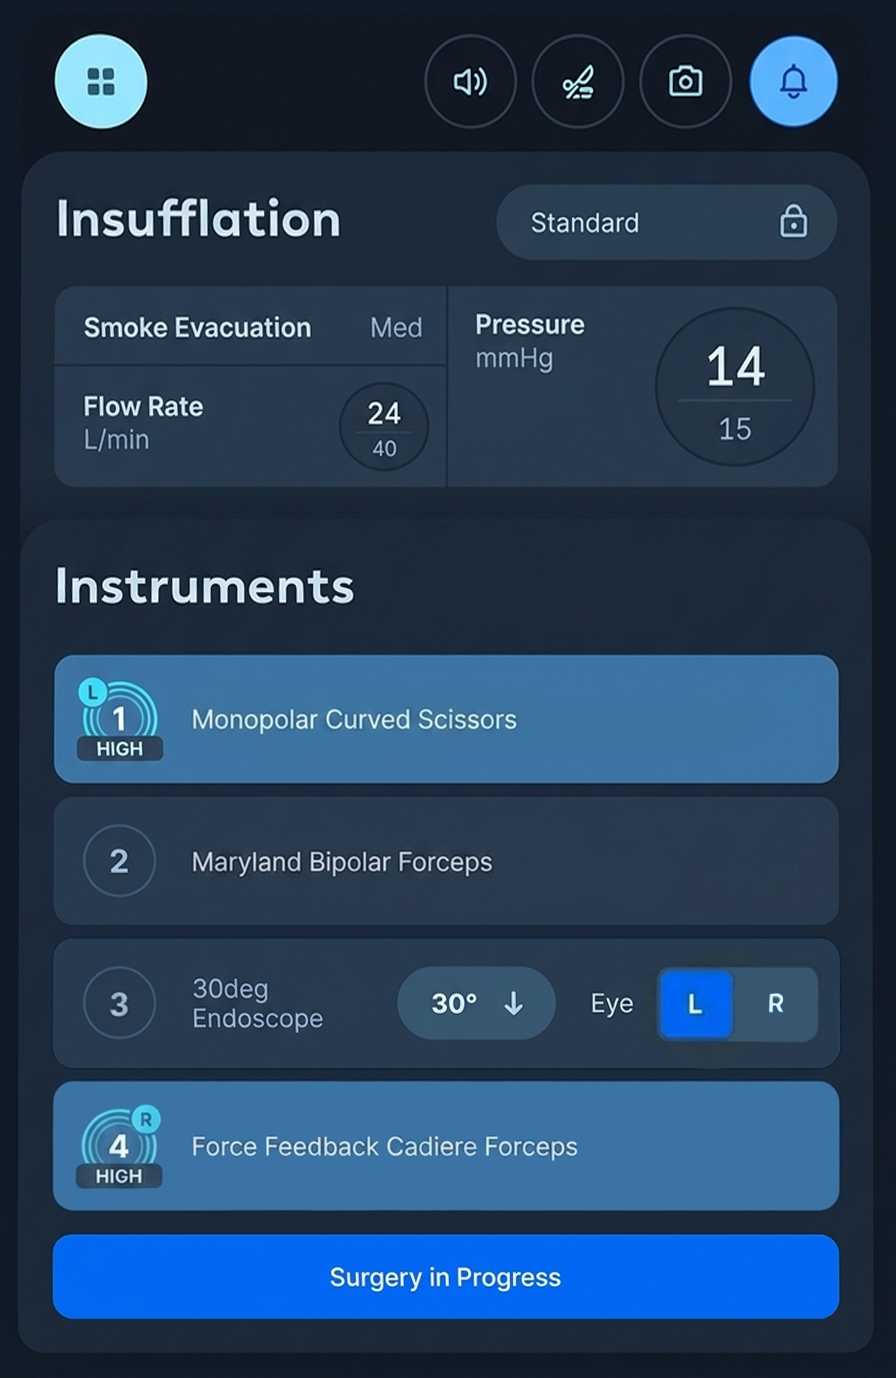 Insufflation
Standard
Smoke Evacuation Med
Flow Rate
L/min
24
40
Pressure
mmHg
14
15
Instruments
L
1
HIGH
Monopolar Curved Scissors
2
Maryland Bipolar Forceps
3
30deg
Endoscope
30° ↓
Eye
L R
R
4
HIGH
Force Feedback Cadiere Forceps
Surgery in Progress